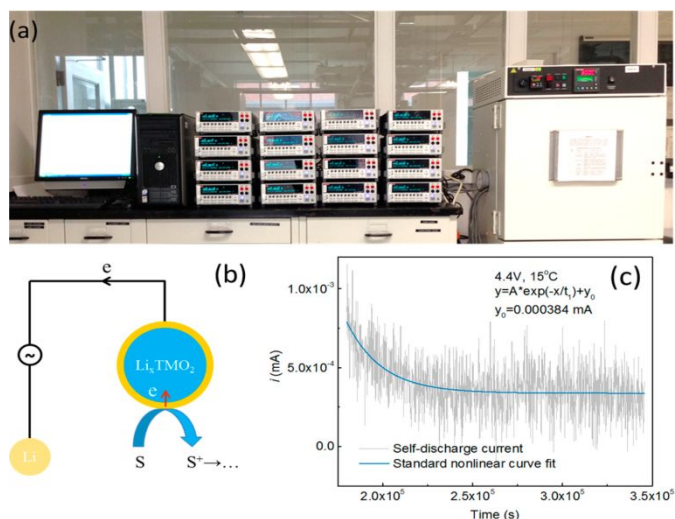 (a)
e
(b)
LiₓTMO₂
e
~
Li
S
S⁺→...
(c)
4.4V, 15°C
y=A*exp(-x/t₁)+y₀
y₀=0.000384 mA
i (mA)
1.0x10⁻³
5.0x10⁻⁴
0.0
Self-discharge current
Standard nonlinear curve fit
2.0x10⁵ 2.5x10⁵ 3.0x10⁵ 3.5x10⁵
Time (s)